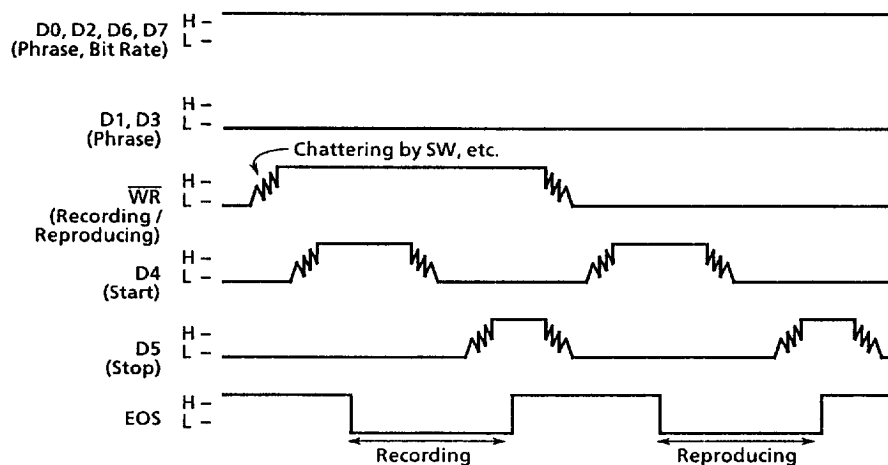 D0, D2, D6, D7
(Phrase, Bit Rate)
H –
L –
D1, D3
(Phrase)
H –
L –
Chattering by SW, etc.
WR
(Recording /
Reproducing)
H –
L –
D4
(Start)
H –
L –
D5
(Stop)
H –
L –
EOS
H –
L –
Recording
Reproducing